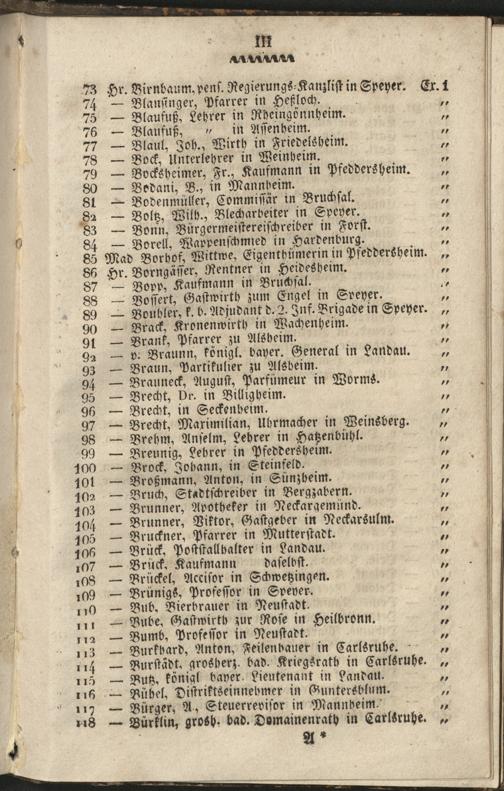 III
73 Hr. Birnbaum, pens. Regierungs-Kanzlist in Speyer. Ex. 1
74 — Blansinger, Pfarrer in Heßloch. „
75 — Blaufuß, Lehrer in Rheingönnheim. „
76 — Blaufuß, „ in Assenheim. „
77 — Blaul, Joh., Wirth in Friedelsheim. „
78 — Bock, Unterlehrer in Weinheim. „
79 — Bocksheimer, Fr., Kaufmann in Pfeddersheim. „
80 — Bodani, B., in Mannheim. „
81 — Bodenmüller, Commissär in Bruchsal. „
82 — Boltz, Wilh., Blecharbeiter in Speyer. „
83 — Bonn, Bürgermeistereischreiber in Forst. „
84 — Borell, Wappenschmied in Hardenburg. „
85 Mad Borhof, Wittwe, Eigenthümerin in Pfeddersheim. „
86 Hr. Borngässer, Rentner in Heidesheim. „
87 — Bopp, Kaufmann in Bruchsal. „
88 — Bossert, Gastwirth zum Engel in Speyer. „
89 — Bouhler, k. b. Adjudant d. 2. Inf. Brigade in Speyer. „
90 — Brack, Kronenwirth in Wachenheim. „
91 — Brank, Pfarrer zu Alsheim. „
92 — v. Braunn, königl. bayer. General in Landau. „
93 — Braun, Partikulier zu Alsheim. „
94 — Brauneck, August, Parfümeur in Worms. „
95 — Brecht, Dr. in Billigheim. „
96 — Brecht, in Seckenheim. „
97 — Brecht, Maximilian, Uhrmacher in Weinsberg. „
98 — Brehm, Anselm, Lehrer in Hatzenbühl. „
99 — Breunig, Lehrer in Pfeddersheim. „
100 — Brock, Johann, in Steinfeld. „
101 — Broßmann, Anton, in Sünzheim. „
102 — Bruch, Stadtschreiber in Bergzabern. „
103 — Brunner, Apotheker in Neckargemünd. „
104 — Brunner, Viktor, Gastgeber in Neckarsulm. „
105 — Bruckner, Pfarrer in Mutterstadt. „
106 — Brück, Poststallhalter in Landau. „
107 — Brück, Kaufmann daselbst. „
108 — Brückel, Accisor in Schwetzingen. „
109 — Brünigs, Professor in Speyer. „
110 — Bub, Bierbrauer in Neustadt. „
111 — Bube, Gastwirth zur Rose in Heilbronn. „
112 — Bumb, Professor in Neustadt. „
113 — Burkhard, Anton, Feilenhauer in Carlsruhe. „
114 — Burstädt, grosherz. bad. Kriegsrath in Carlsruhe. „
115 — Butz, königl bayer. Lieutenant in Landau. „
116 — Bübel, Distriktseinnehmer in Guntersblum. „
117 — Bürger, A., Steuerrevisor in Mannheim. „
118 — Bürklin, grosh. bad. Domainenrath in Carlsruhe. „
A *